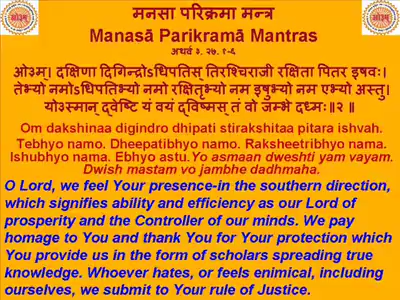 मनसा परिक्रमा मन्त्र
Manasā Parikramā Mantras
अथर्व ३. २७. १-६
ओ३म्। दक्षिणा दिगिन्द्रोऽधिपतिस् तिरश्चिराजी रक्षिता पितर इषवः।
तेभ्यो नमोऽधिपतिभ्यो नमो रक्षितृभ्यो नम इषुभ्यो नम एभ्यो अस्तु।
यो३स्मान् द्वेष्टि यं वयं द्विष्मस् तं वो जम्भे दध्मः॥२ ॥
Om dakshinaa digindro dhipati stirakshitaa pitara ishvah.
Tebhyo namo. Dheepatibhyo namo. Raksheetribhyo nama.
Ishubhyo nama. Ebhyo astu.Yo asmaan dweshti yam vayam.
Dwish mastam vo jambhe dadhmaha.
O Lord, we feel Your presence-in the southern direction,
which signifies ability and efficiency as our Lord of
prosperity and the Controller of our minds. We pay
homage to You and thank You for Your protection which
You provide us in the form of scholars spreading true
knowledge. Whoever hates, or feels enimical, including
ourselves, we submit to Your rule of Justice.